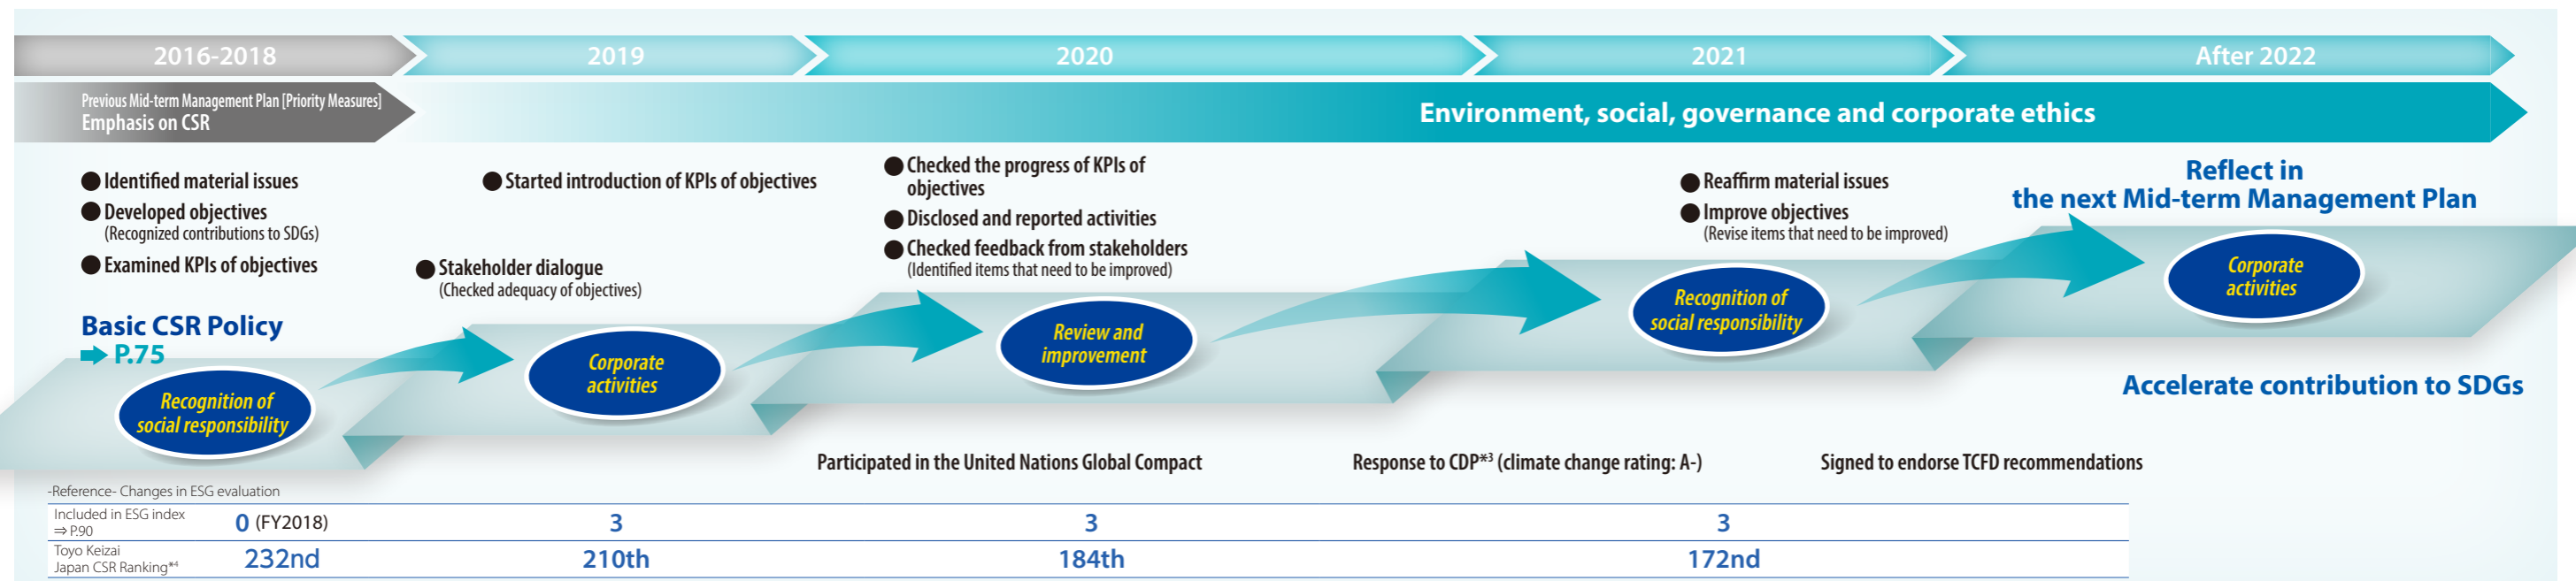 2016-2018
2019
2020
2021
After 2022
Previous Mid-term Management Plan [Priority Measures]
Emphasis on CSR
Environment, social, governance and corporate ethics
● Identified material issues
● Developed objectives
(Recognized contributions to SDGs)
● Examined KPIs of objectives
Basic CSR Policy
➡ P.75
Recognition of
social responsibility
● Started introduction of KPIs of objectives
● Stakeholder dialogue
(Checked adequacy of objectives)
Corporate
activities
● Checked the progress of KPIs of
objectives
● Disclosed and reported activities
● Checked feedback from stakeholders
(Identified items that need to be improved)
Review and
improvement
● Reaffirm material issues
● Improve objectives
(Revise items that need to be improved)
Recognition of
social responsibility
Reflect in
the next Mid-term Management Plan
Corporate
activities
Accelerate contribution to SDGs
Participated in the United Nations Global Compact
Response to CDP*3 (climate change rating: A-)
Signed to endorse TCFD recommendations
-Reference- Changes in ESG evaluation
Included in ESG index
⇒ P.90
0 (FY2018)
3
3
3
Toyo Keizai
Japan CSR Ranking*4
232nd
210th
184th
172nd